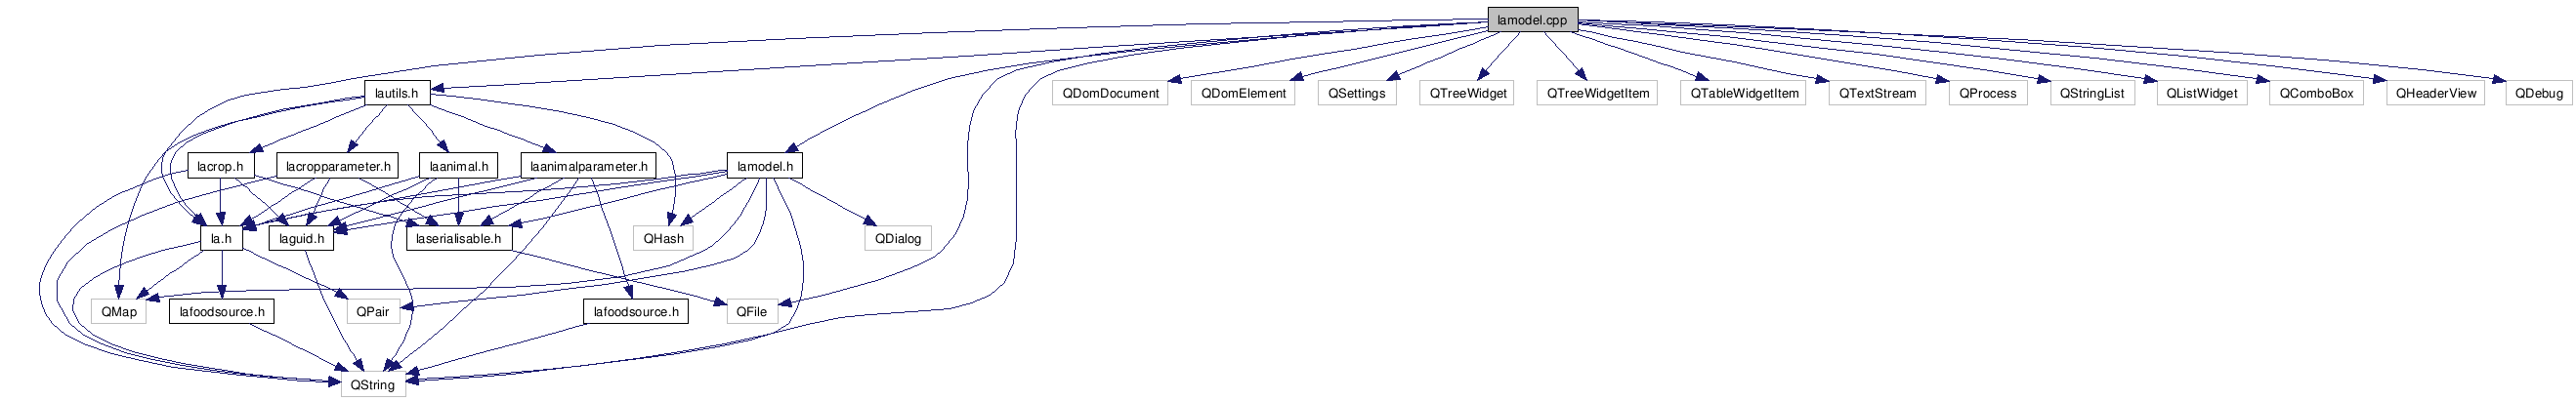 lamodel.cpp
lautils.h
QDomDocument
QDomElement
QSettings
QTreeWidget
QTreeWidgetItem
QTableWidgetItem
QTextStream
QProcess
QStringList
QListWidget
QComboBox
QHeaderView
QDebug
lacrop.h
lacropparameter.h
laanimal.h
laanimalparameter.h
lamodel.h
la.h
laguid.h
laserialisable.h
QHash
QDialog
QMap
lafoodsource.h
QPair
lafoodsource.h
QFile
QString